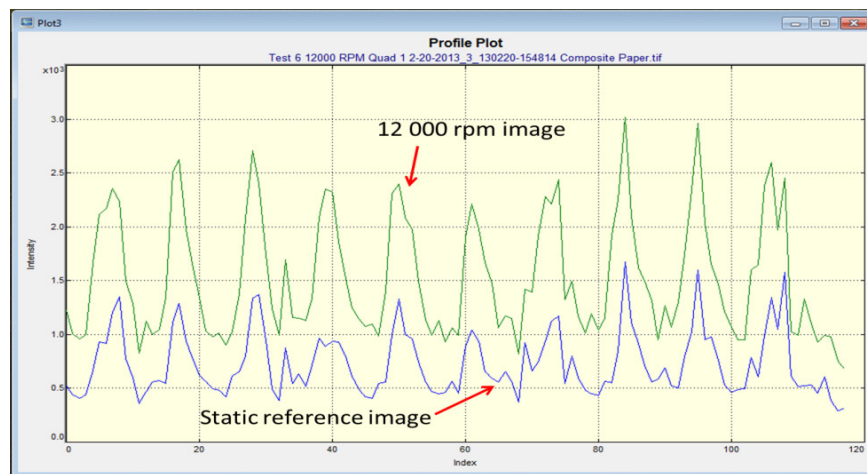 Plot3
Profile Plot
Test 6 12000 RPM Quad 1 2-20-2013_3_130220-154814 Composite Paper.tif
x10³
3.0
2.5
2.0
1.5
1.0
0.5
0.0
Intensity
12 000 rpm image
Static reference image
0
20
40
60
80
100
120
Index